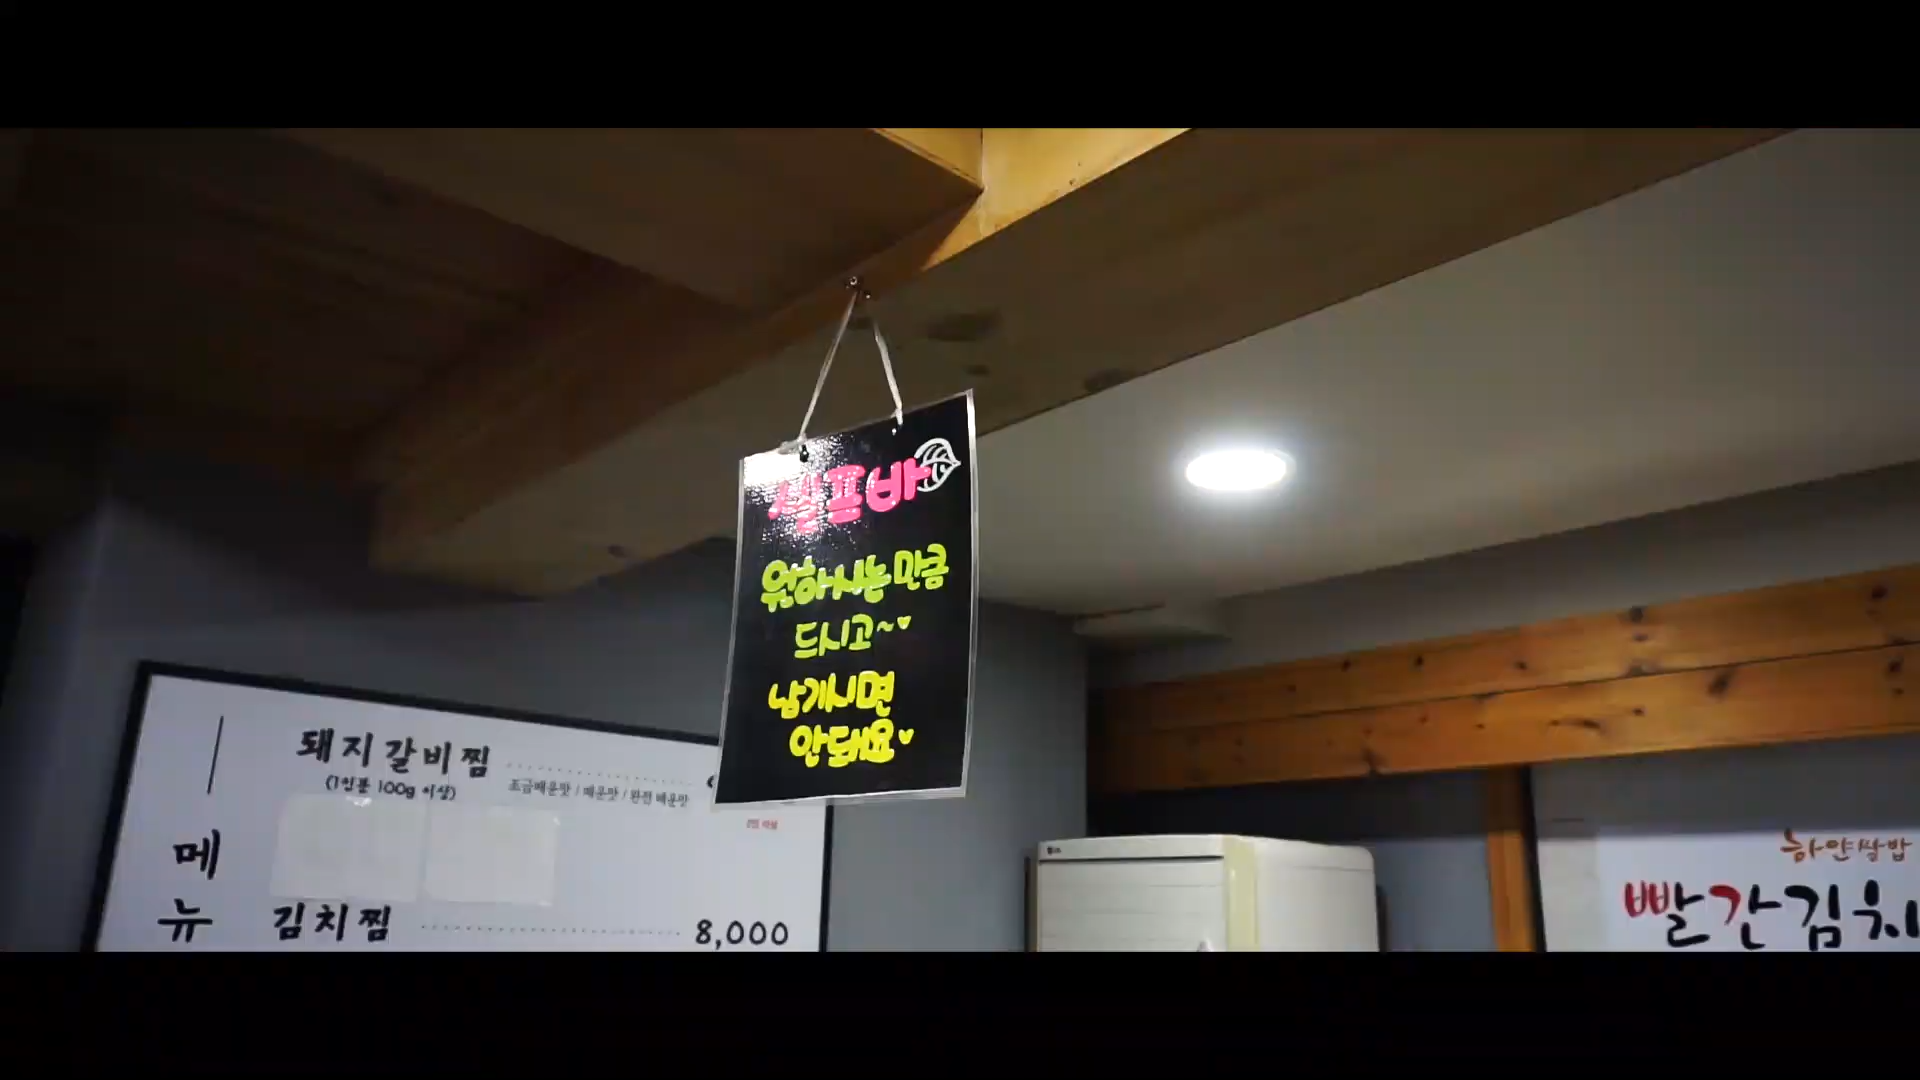 셀프바
원하시는만큼
드시고~
남기시면
안돼요
메뉴
돼지갈비찜
(1인분 100g 이상)
조금매운맛 / 매운맛 / 완전 매운맛
김치찜 8,000
하얀쌀밥
빨간김치